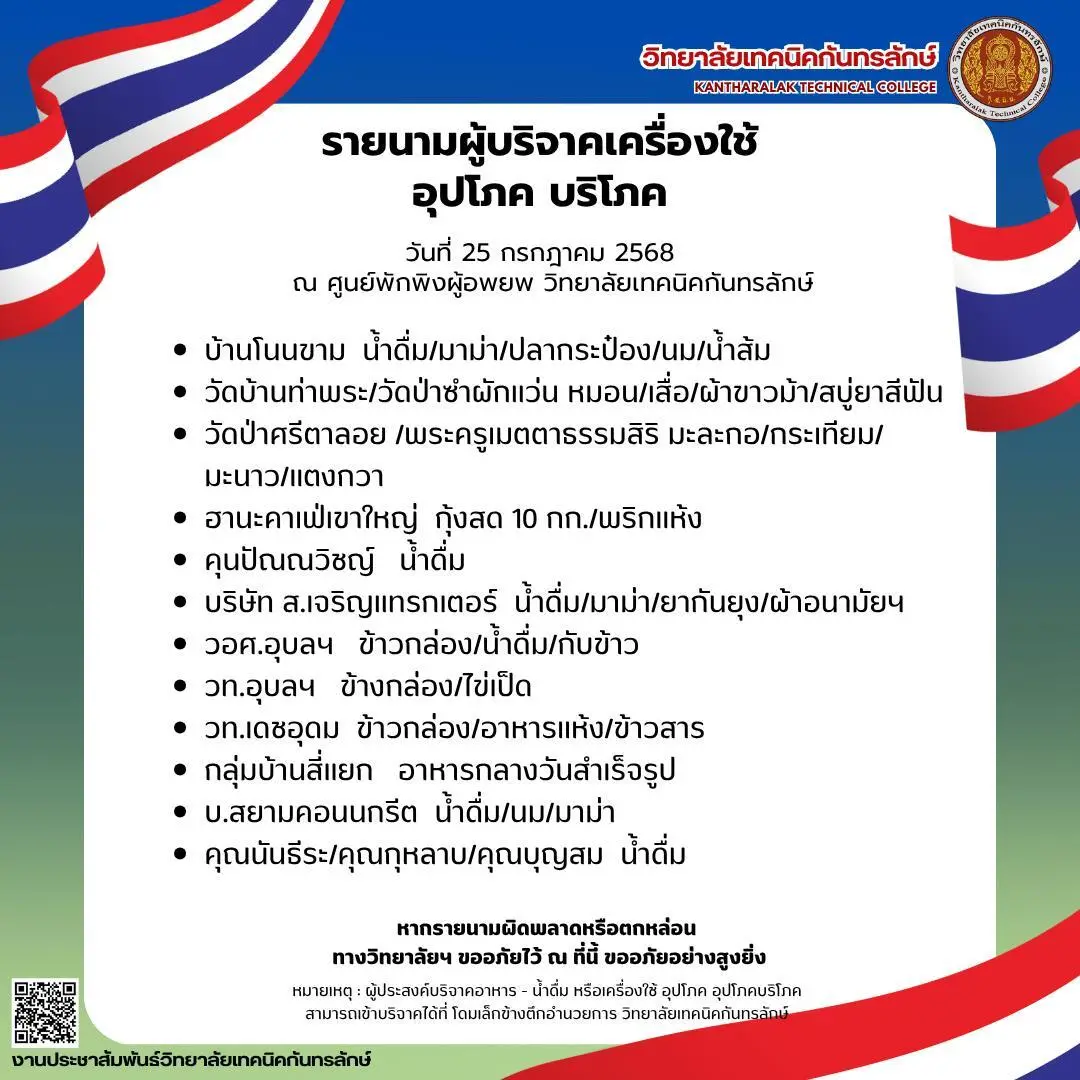 วิทยาลัยเทคนิคกันทรลักษ์
KANTHARALAK TECHNICAL COLLEGE
วิทยาลัยเทคนิคกันทรลักษ์
Kantharalak Technical College
รายนามผู้บริจาคเครื่องใช้
อุปโภค บริโภค
วันที่ 25 กรกฎาคม 2568
ณ ศูนย์พักพิงผู้อพยพ วิทยาลัยเทคนิคกันทรลักษ์
• บ้านโนนขาม น้ำดื่ม/มาม่า/ปลากระป๋อง/นม/น้ำส้ม
• วัดบ้านท่าพระ/วัดป่าซำผักแว่น หมอน/เสื่อ/ผ้าขาวม้า/สบู่ยาสีฟัน
• วัดป่าศรีตาลอย /พระครูเมตตาธรรมสิริ มะละกอ/กระเทียม/
มะนาว/แตงกวา
• ฮานะคาเฟ่เขาใหญ่ กุ้งสด 10 กก./พริกแห้ง
• คุนปัณณวิชญ์ น้ำดื่ม
• บริษัท ส.เจริญแทรกเตอร์ น้ำดื่ม/มาม่า/ยากันยุง/ผ้าอนามัยฯ
• วอศ.อุบลฯ ข้าวกล่อง/น้ำดื่ม/กับข้าว
• วท.อุบลฯ ข้างกล่อง/ไข่เป็ด
• วท.เดชอุดม ข้าวกล่อง/อาหารแห้ง/ข้าวสาร
• กลุ่มบ้านสี่แยก อาหารกลางวันสำเร็จรูป
• บ.สยามคอนนกรีต น้ำดื่ม/นม/มาม่า
• คุณนันธีระ/คุณกุหลาบ/คุณบุญสม น้ำดื่ม
หากรายนามผิดพลาดหรือตกหล่อน
ทางวิทยาลัยฯ ขออภัยไว้ ณ ที่นี้ ขออภัยอย่างสูงยิ่ง
หมายเหตุ : ผู้ประสงค์บริจาคอาหาร - น้ำดื่ม หรือเครื่องใช้ อุปโภค อุปโภคบริโภค
สามารถเข้าบริจาคได้ที่ โดมเล็กข้างตึกอำนวยการ วิทยาลัยเทคนิคกันทรลักษ์
งานประชาสัมพันธ์วิทยาลัยเทคนิคกันทรลักษ์